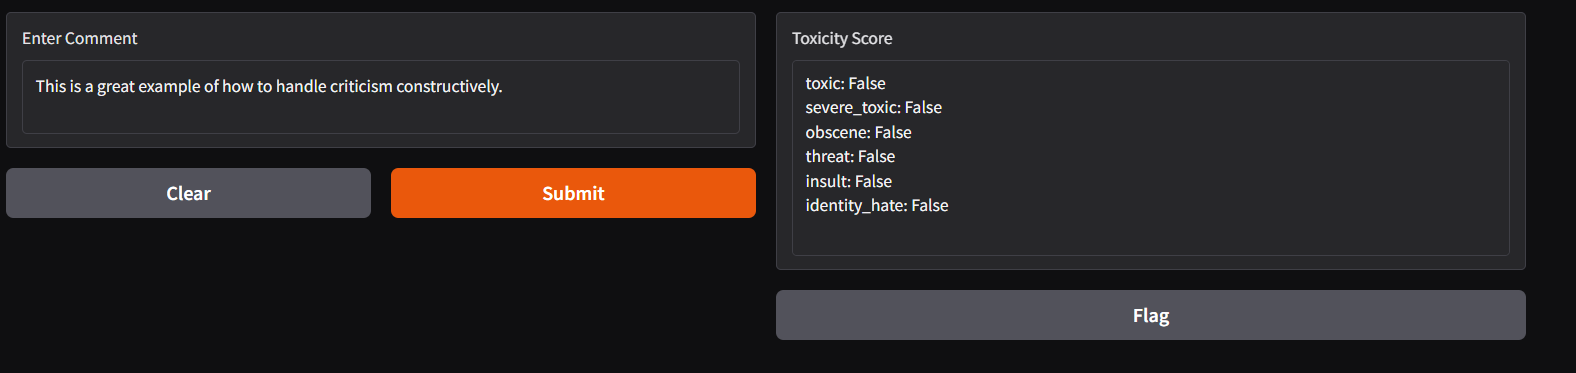 Enter Comment
This is a great example of how to handle criticism constructively.
Clear
Submit
Toxicity Score
toxic: False
severe_toxic: False
obscene: False
threat: False
insult: False
identity_hate: False
Flag